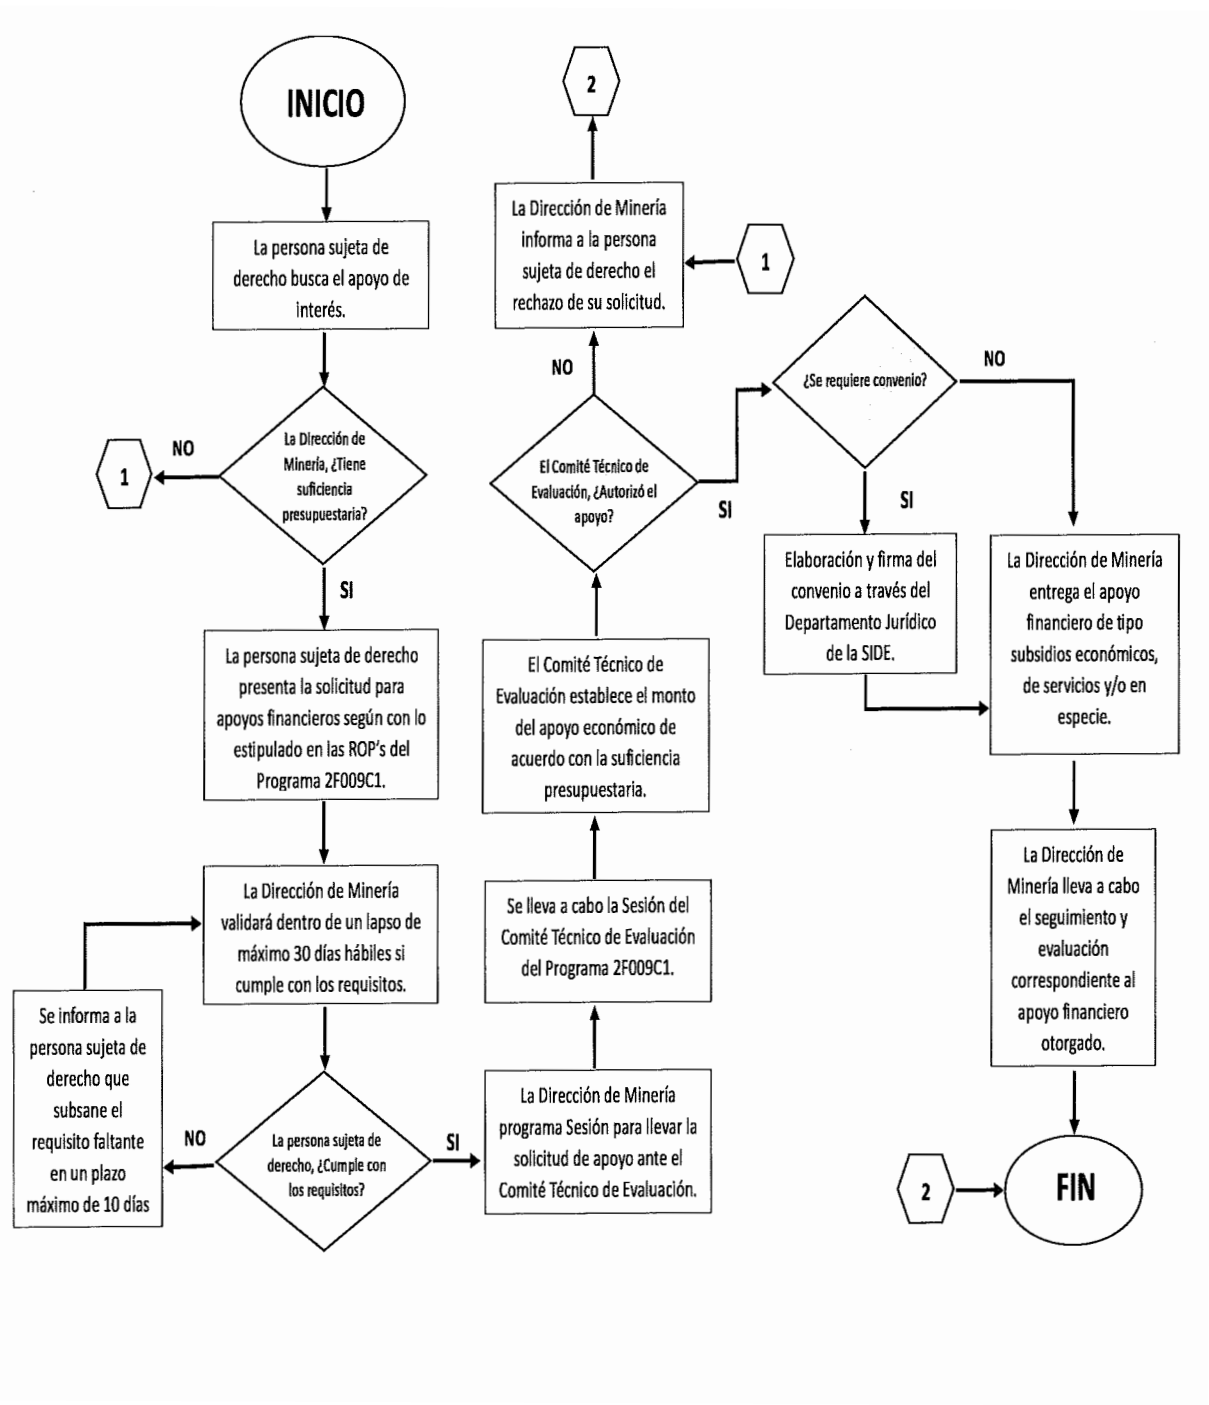 INICIO
La persona sujeta de
derecho busca el apoyo de
interés.
La Dirección de
Minería, ¿Tiene
suficiencia
presupuestaria?
NO
1
SI
La persona sujeta de derecho
presenta la solicitud para
apoyos financieros según con lo
estipulado en las ROP's del
Programa 2F009C1.
La Dirección de Minería
validará dentro de un lapso de
máximo 30 días hábiles si
cumple con los requisitos.
La persona sujeta de
derecho, ¿Cumple con
los requisitos?
NO
Se informa a la
persona sujeta de
derecho que
subsane el
requisito faltante
en un plazo
máximo de 10 días
SI
La Dirección de Minería
programa Sesión para llevar la
solicitud de apoyo ante el
Comité Técnico de Evaluación.
Se lleva a cabo la Sesión del
Comité Técnico de Evaluación
del Programa 2F009C1.
El Comité Técnico de
Evaluación establece el monto
del apoyo económico de
acuerdo con la suficiencia
presupuestaria.
El Comité Técnico de
Evaluación, ¿Autorizó el
apoyo?
NO
La Dirección de Minería
informa a la persona
sujeta de derecho el
rechazo de su solicitud.
1
2
SI
¿Se requiere convenio?
SI
Elaboración y firma del
convenio a través del
Departamento Jurídico
de la SIDE.
NO
La Dirección de Minería
entrega el apoyo
financiero de tipo
subsidios económicos,
de servicios y/o en
especie.
La Dirección de
Minería lleva a cabo
el seguimiento y
evaluación
correspondiente al
apoyo financiero
otorgado.
2
FIN